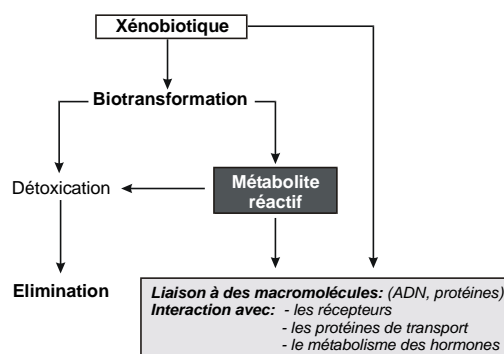 Xénobiotique
Biotransformation
Détoxication
Métabolite
réactif
Elimination
Liaison à des macromolécules: (ADN, protéines)
Interaction avec: - les récepteurs
- les protéines de transport
- le métabolisme des hormones